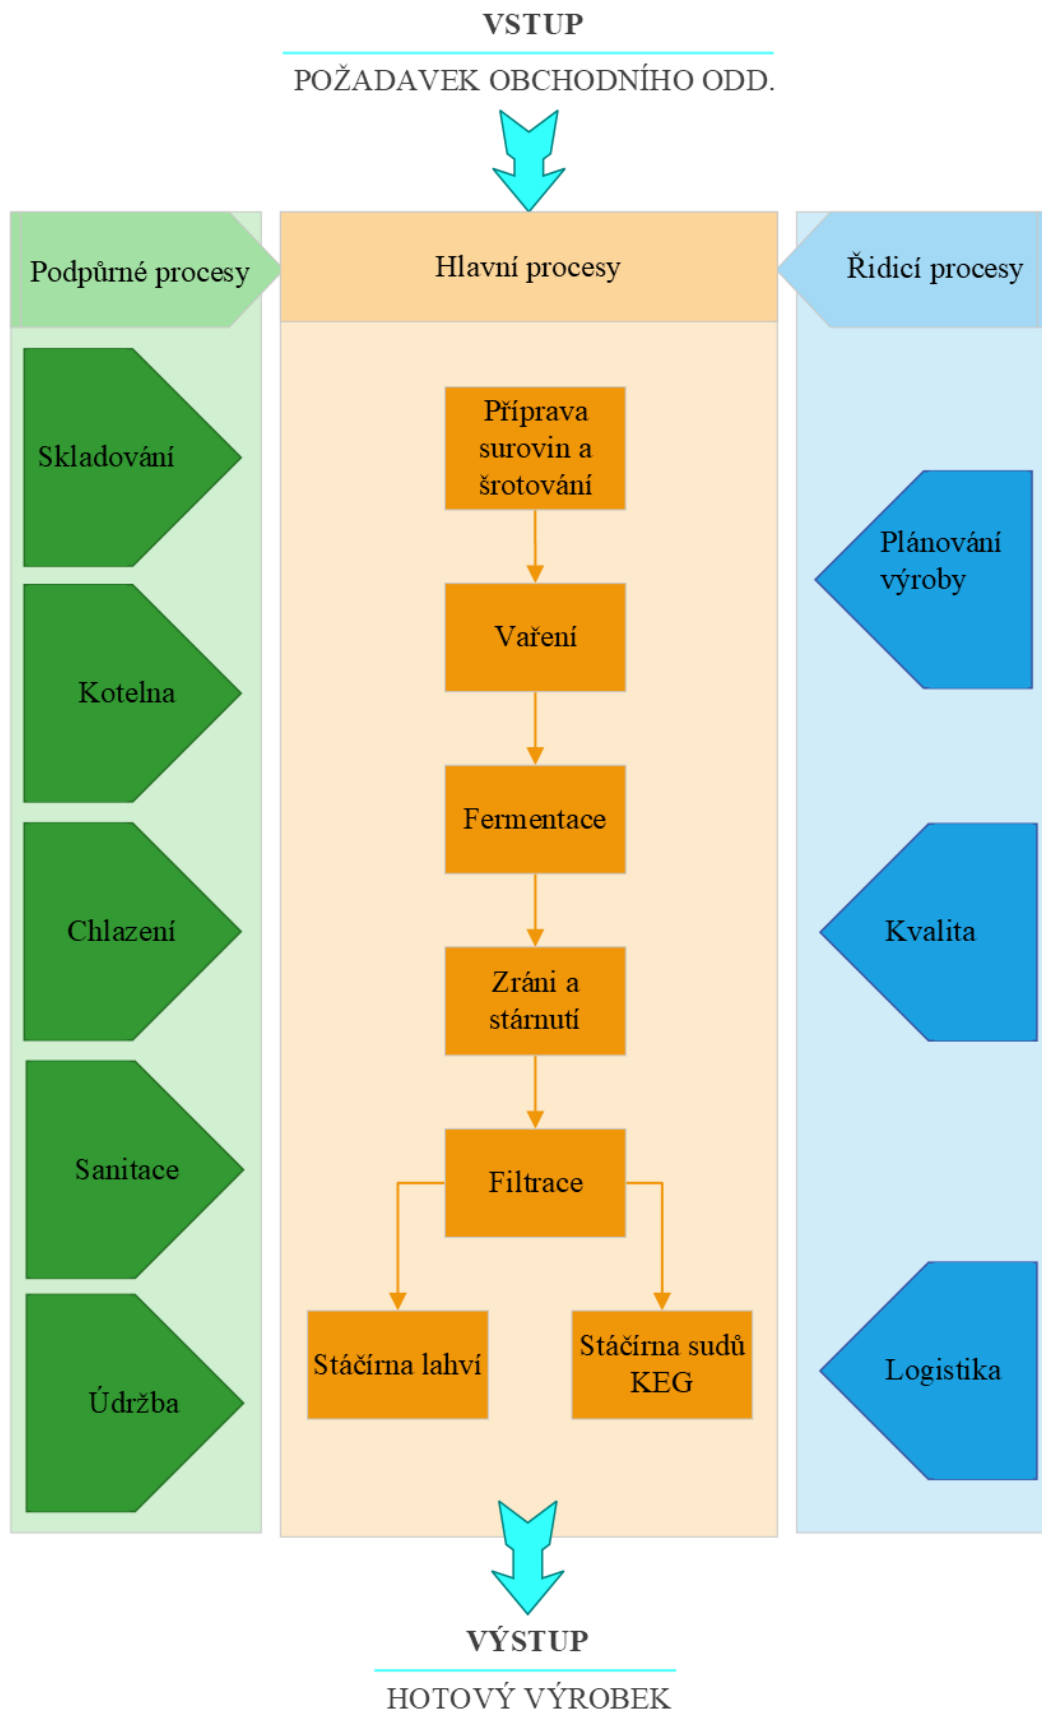 VSTUP
POŽADAVEK OBCHODNÍHO ODD.
Podpůrné procesy
Hlavní procesy
Řidicí procesy
Skladování
Kotelna
Chlazení
Sanitace
Údržba
Příprava
surovin a
šrotování
Vaření
Fermentace
Zráni a
stárnutí
Filtrace
Stáčírna lahví
Stáčírna sudů
KEG
Plánování
výroby
Kvalita
Logistika
VÝSTUP
HOTOVÝ VÝROBEK